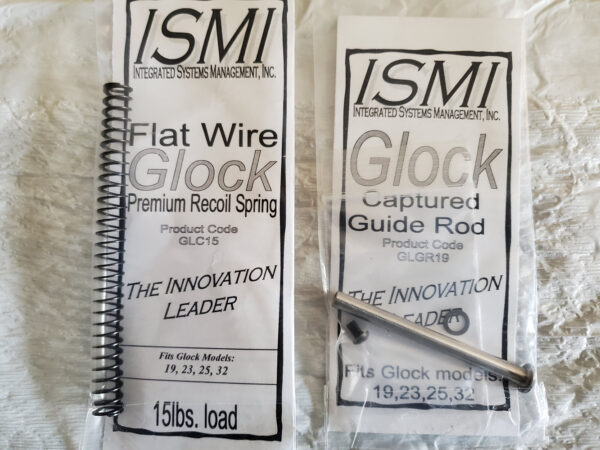 ISMI
INTEGRATED SYSTEMS MANAGEMENT, INC.
Flat Wire
Glock
Premium Recoil Spring
Product Code
GLC15
THE INNOVATION
LEADER
Fits Glock Models:
19, 23, 25, 32
15lbs. load
ISMI
INTEGRATED SYSTEMS MANAGEMENT, INC.
Glock
Captured
Guide Rod
Product Code
GLGR19
THE INNOVATION
LEADER
Fits Glock models:
19,23,25,32